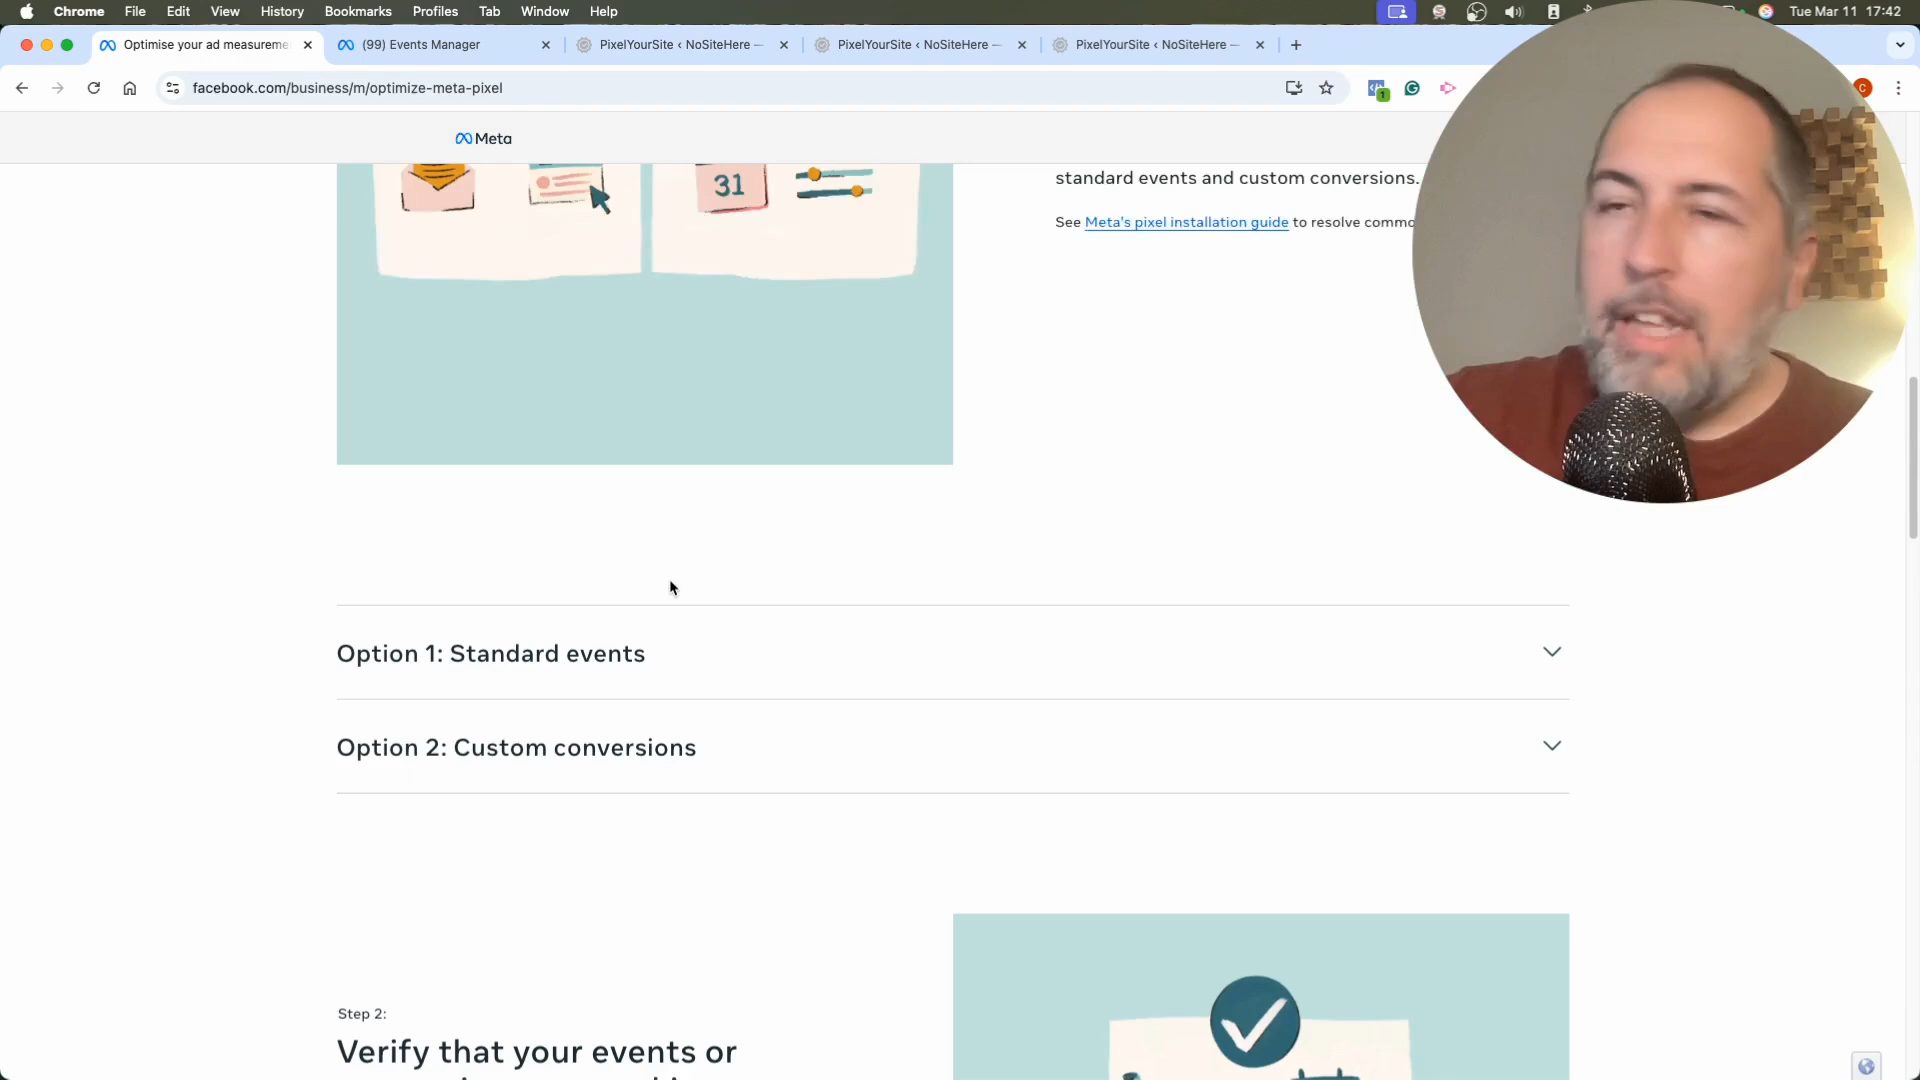 Chrome File Edit View History Bookmarks Profiles Tab Window Help
Tue Mar 11 17:42
Optimise your ad measureme
(99) Events Manager
PixelYourSite ‹ NoSiteHere —
PixelYourSite ‹ NoSiteHere —
PixelYourSite ‹ NoSiteHere —
facebook.com/business/m/optimize-meta-pixel
1
C
Meta
31
standard events and custom conversions.
See Meta's pixel installation guide to resolve commo
Option 1: Standard events
Option 2: Custom conversions
Step 2:
Verify that your events or